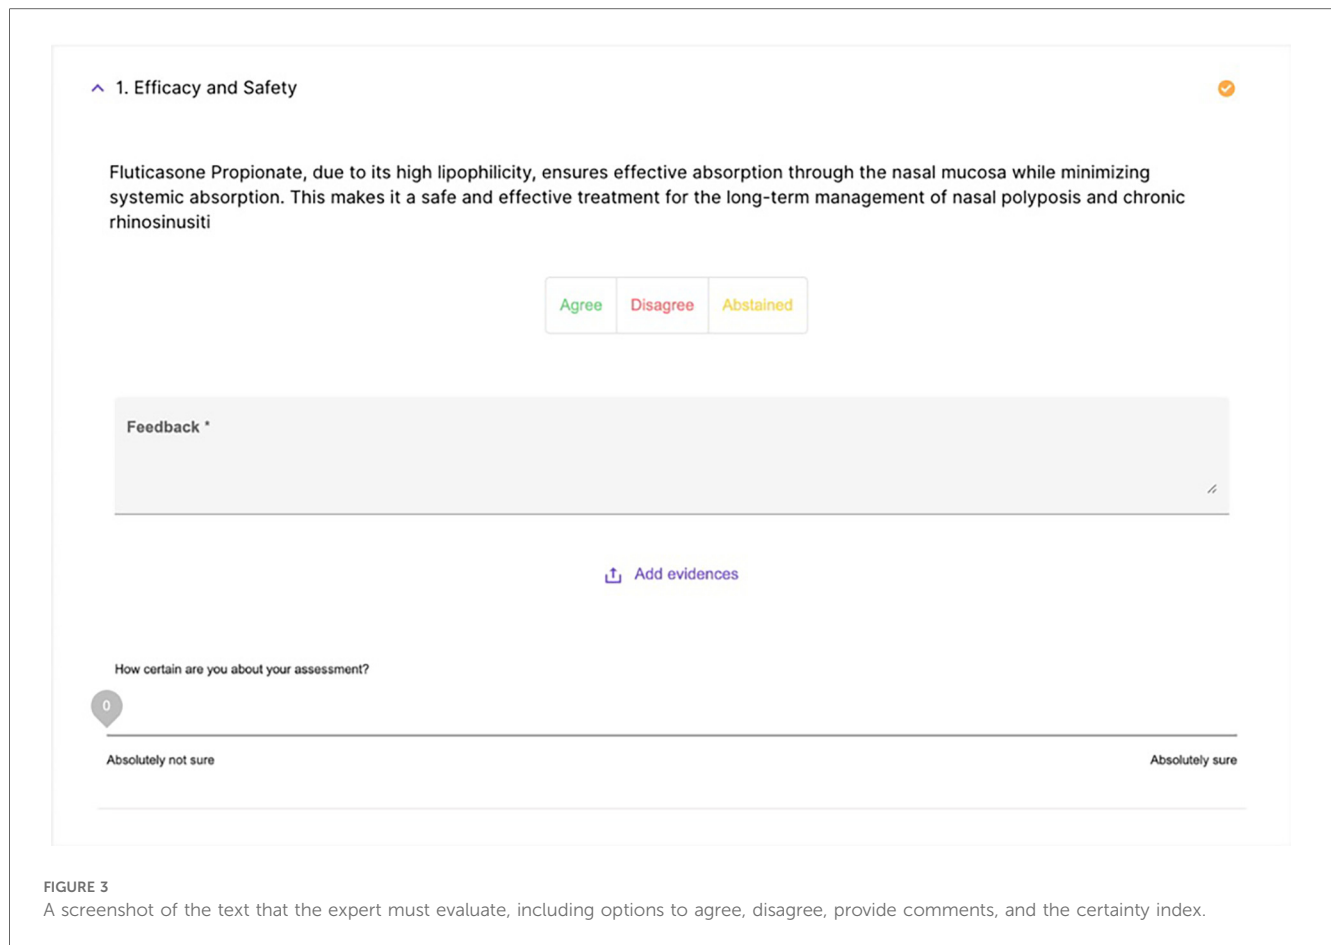 1. Efficacy and Safety
Fluticasone Propionate, due to its high lipophilicity, ensures effective absorption through the nasal mucosa while minimizing
systemic absorption. This makes it a safe and effective treatment for the long-term management of nasal polyposis and chronic
rhinosinusiti
Agree Disagree Abstained
Feedback *
Add evidences
How certain are you about your assessment?
0
Absolutely not sure Absolutely sure
FIGURE 3
A screenshot of the text that the expert must evaluate, including options to agree, disagree, provide comments, and the certainty index.